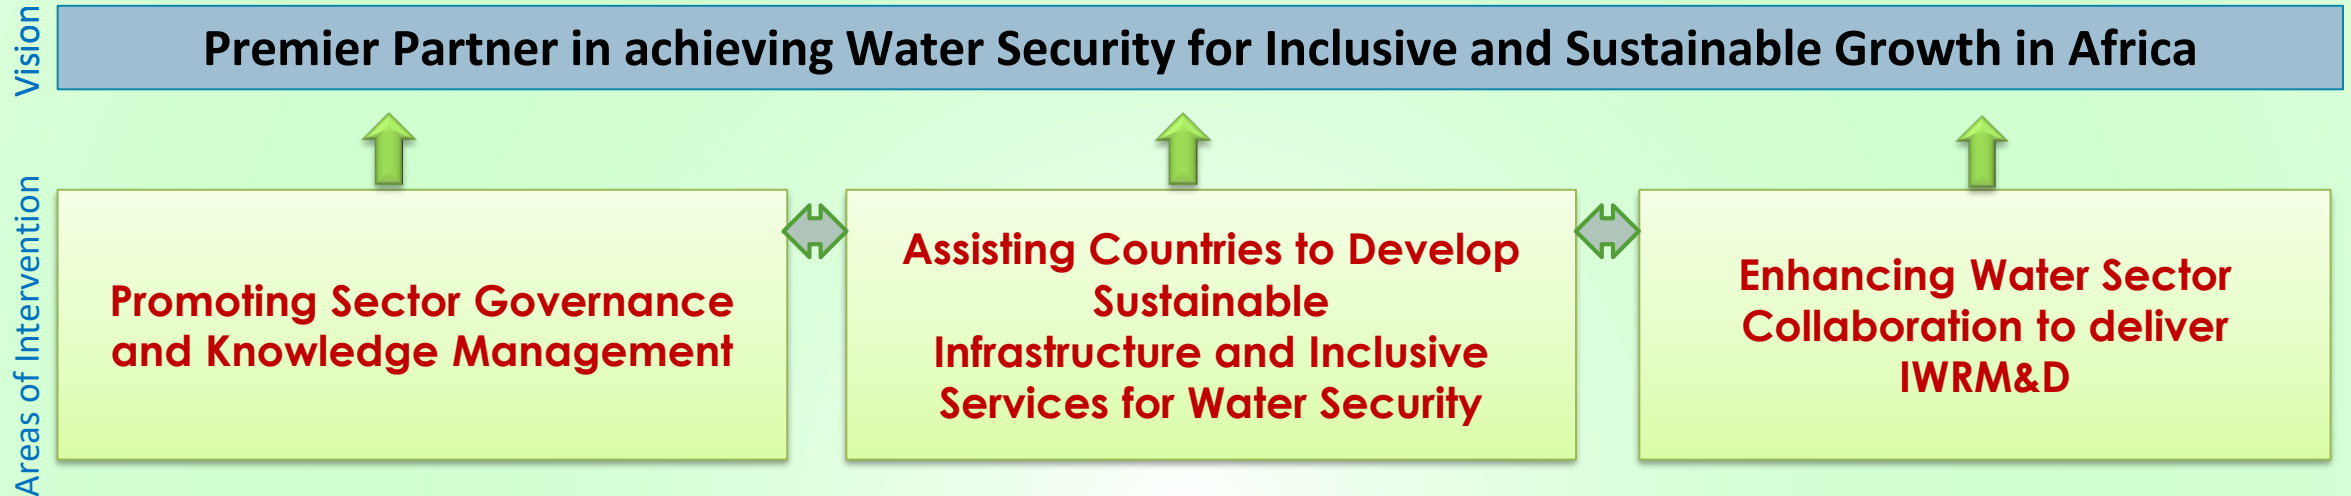 Vision
Premier Partner in achieving Water Security for Inclusive and Sustainable Growth in Africa
Areas of Intervention
Promoting Sector Governance
and Knowledge Management
Assisting Countries to Develop
Sustainable
Infrastructure and Inclusive
Services for Water Security
Enhancing Water Sector
Collaboration to deliver
IWRM&D